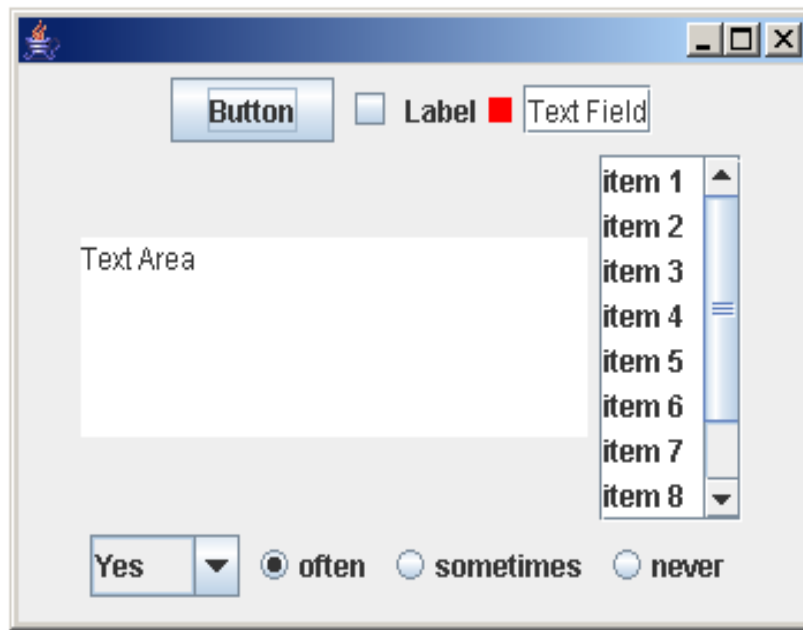 Button Label Text Field
Text Area
item 1
item 2
item 3
item 4
item 5
item 6
item 7
item 8
Yes often sometimes never